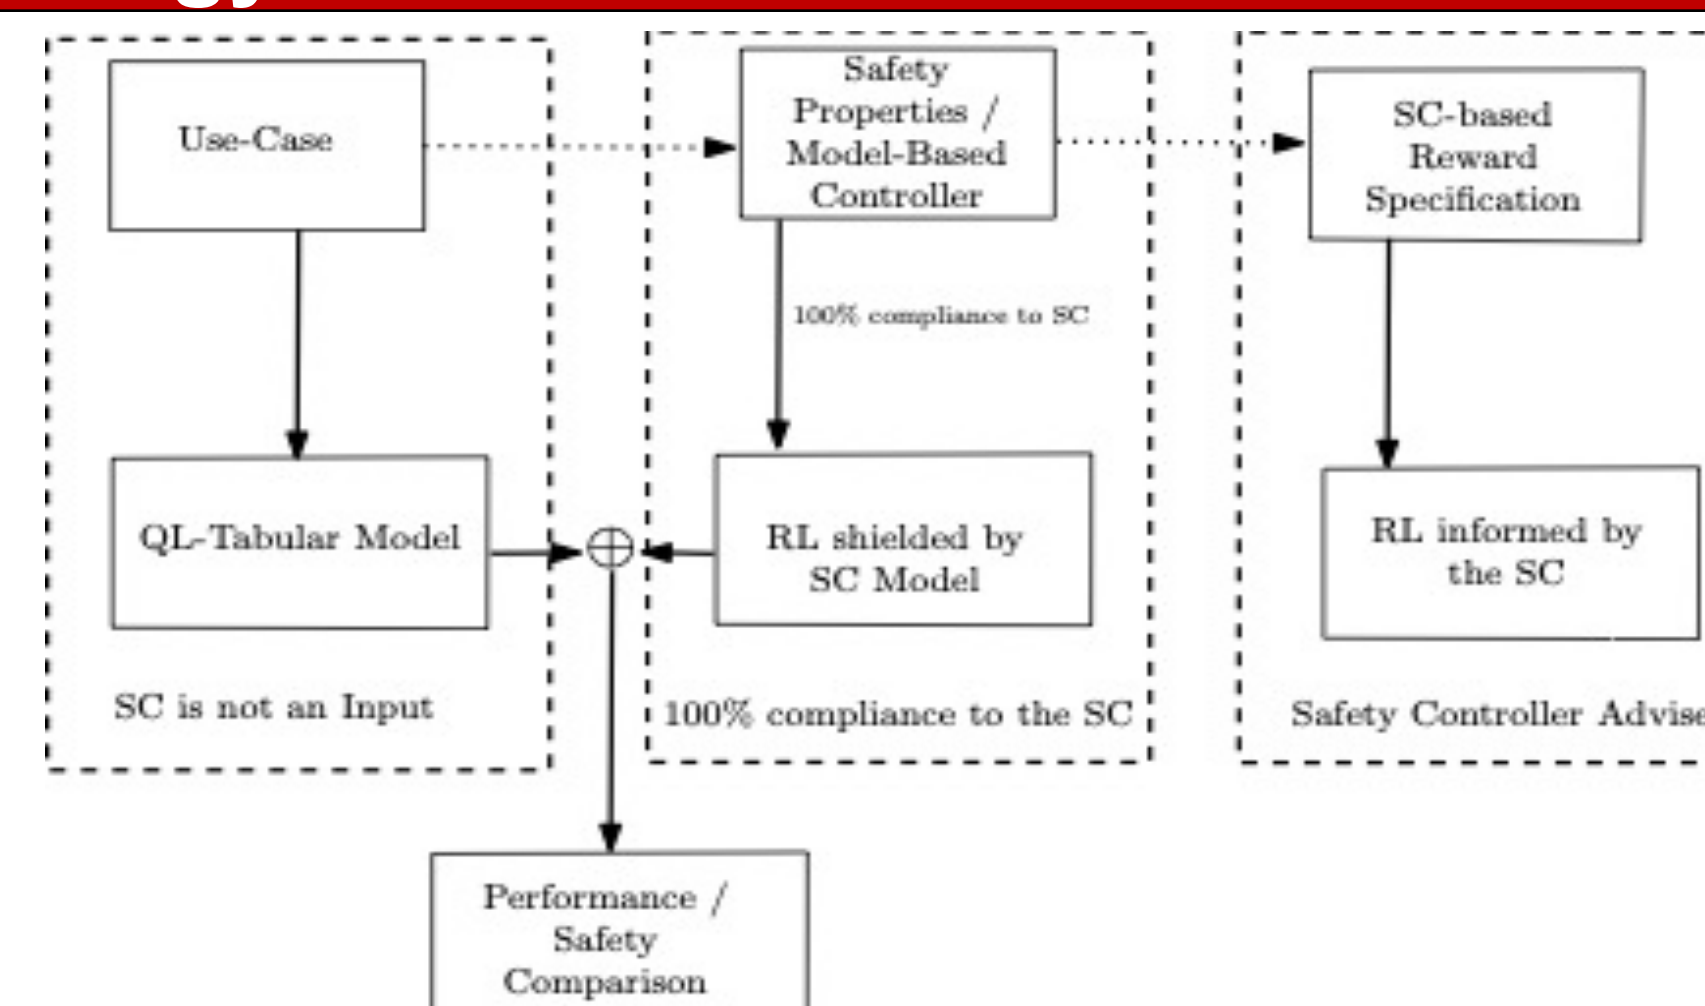 Use-Case
Safety
Properties /
Model-Based
Controller
SC-based
Reward
Specification
100% compliance to SC
QL-Tabular Model
RL shielded by
SC Model
RL informed by
the SC
SC is not an Input
100% compliance to the SC
Safety Controller Advise
Performance /
Safety
Comparison